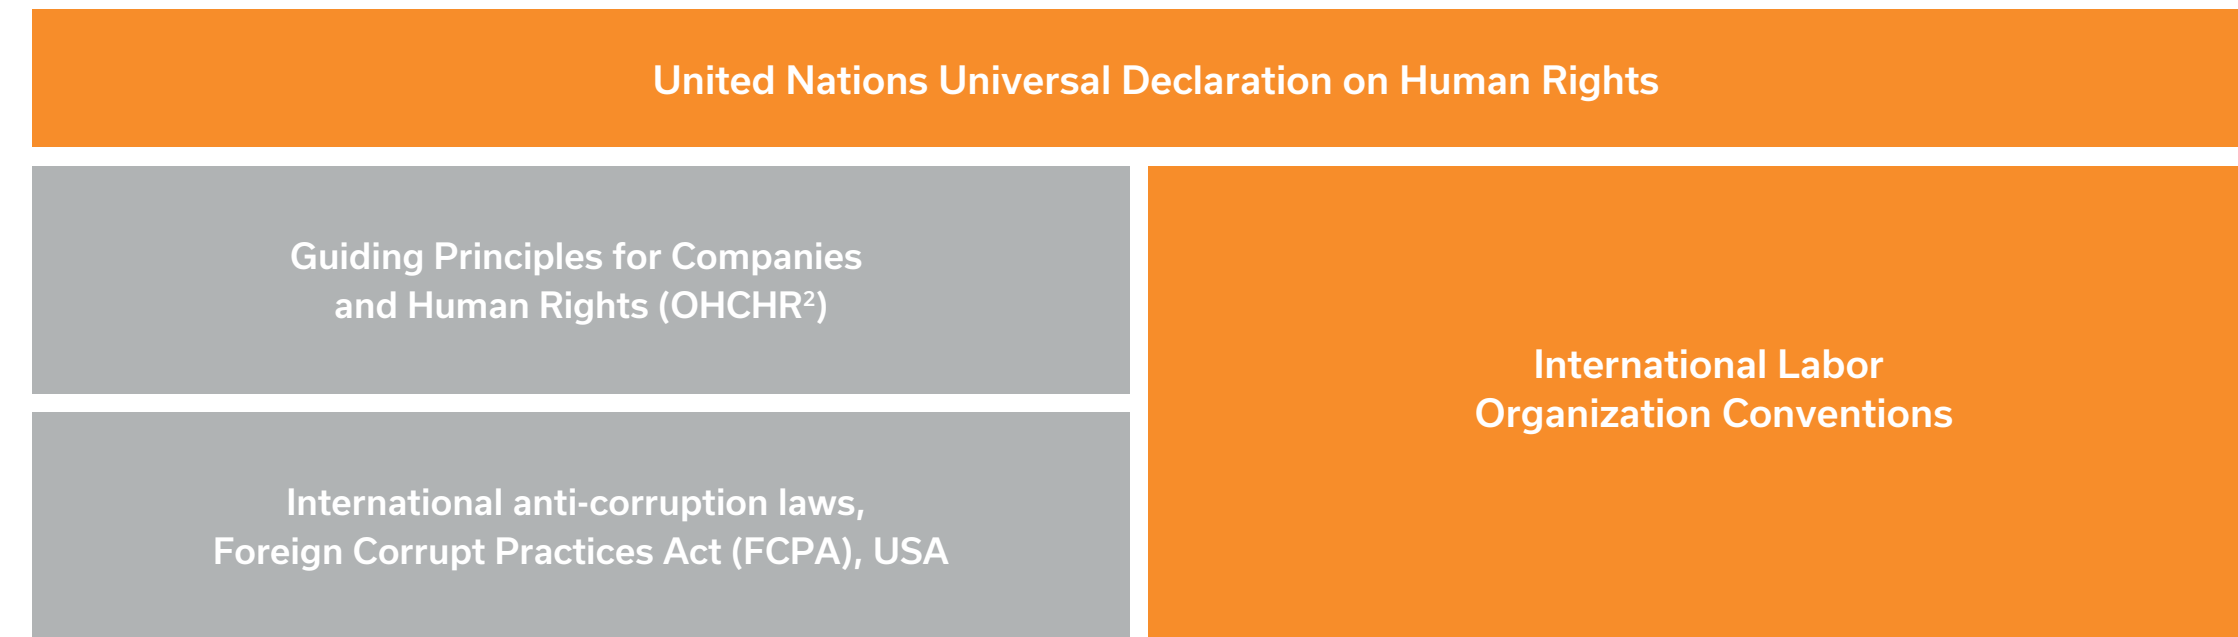 United Nations Universal Declaration on Human Rights
Guiding Principles for Companies
and Human Rights (OHCHR²)
International anti-corruption laws,
Foreign Corrupt Practices Act (FCPA), USA
International Labor
Organization Conventions